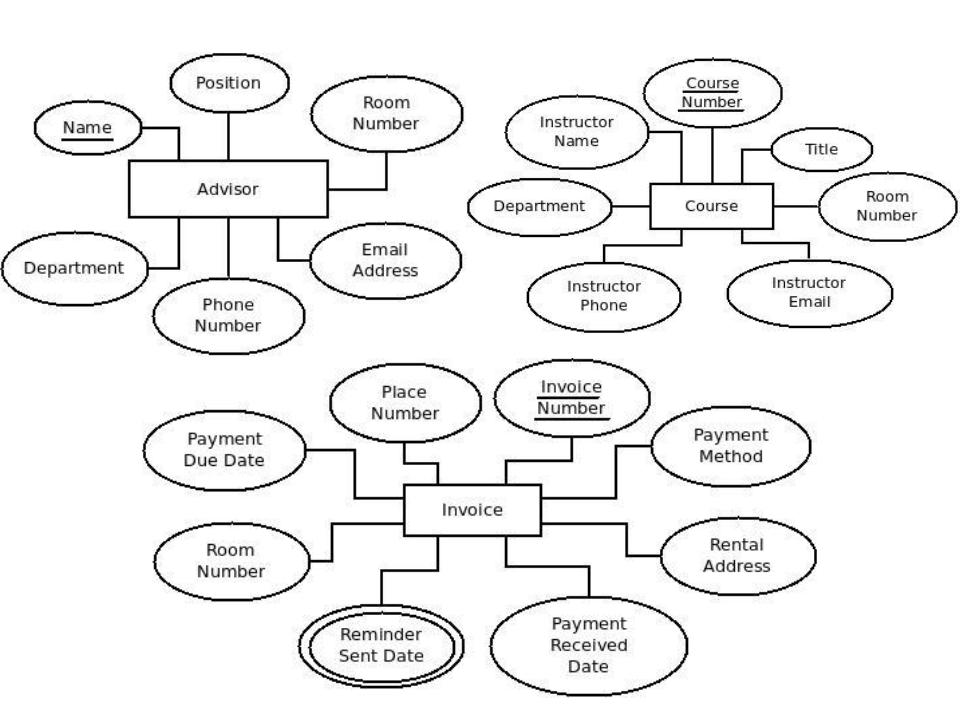 Position
Name
Room
Number
Advisor
Department
Email
Address
Phone
Number
Course
Number
Instructor
Name
Title
Department
Course
Room
Number
Instructor
Phone
Instructor
Email
Place
Number
Invoice
Number
Payment
Due Date
Payment
Method
Invoice
Room
Number
Rental
Address
Reminder
Sent Date
Payment
Received
Date